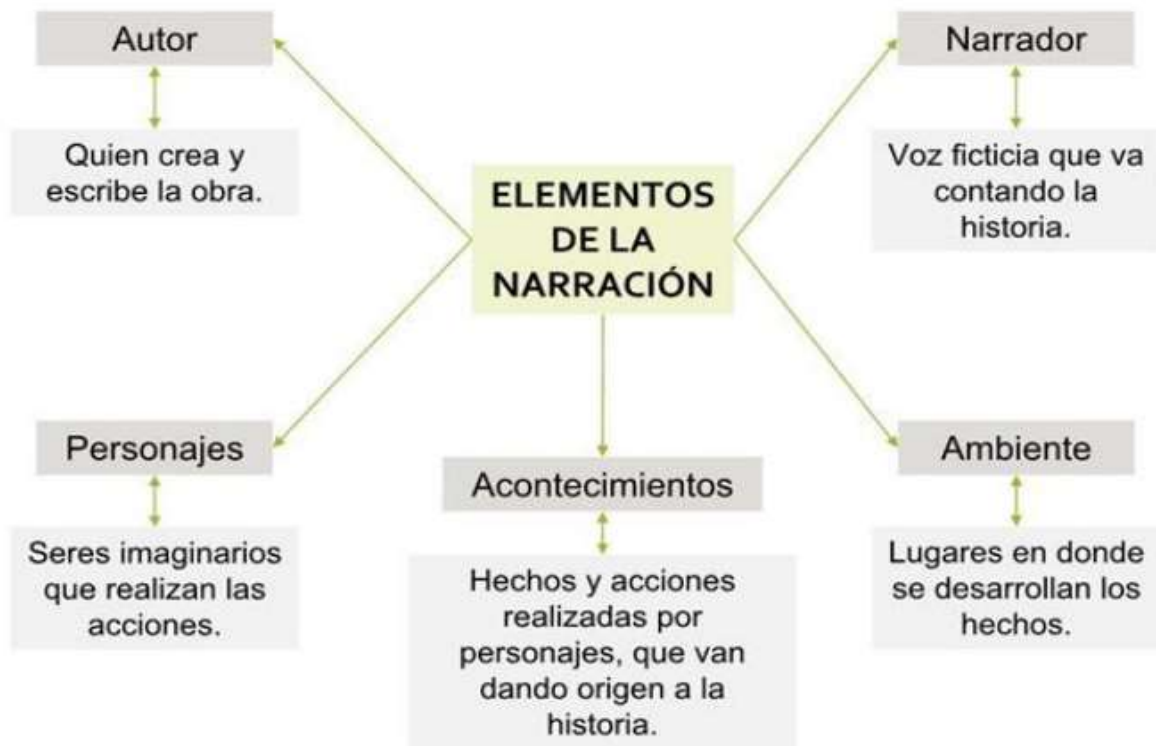 Autor
Quien crea y
escribe la obra.
Narrador
Voz ficticia que va
contando la
historia.
ELEMENTOS
DE LA
NARRACIÓN
Personajes
Seres imaginarios
que realizan las
acciones.
Acontecimientos
Hechos y acciones
realizadas por
personajes, que van
dando origen a la
historia.
Ambiente
Lugares en donde
se desarrollan los
hechos.